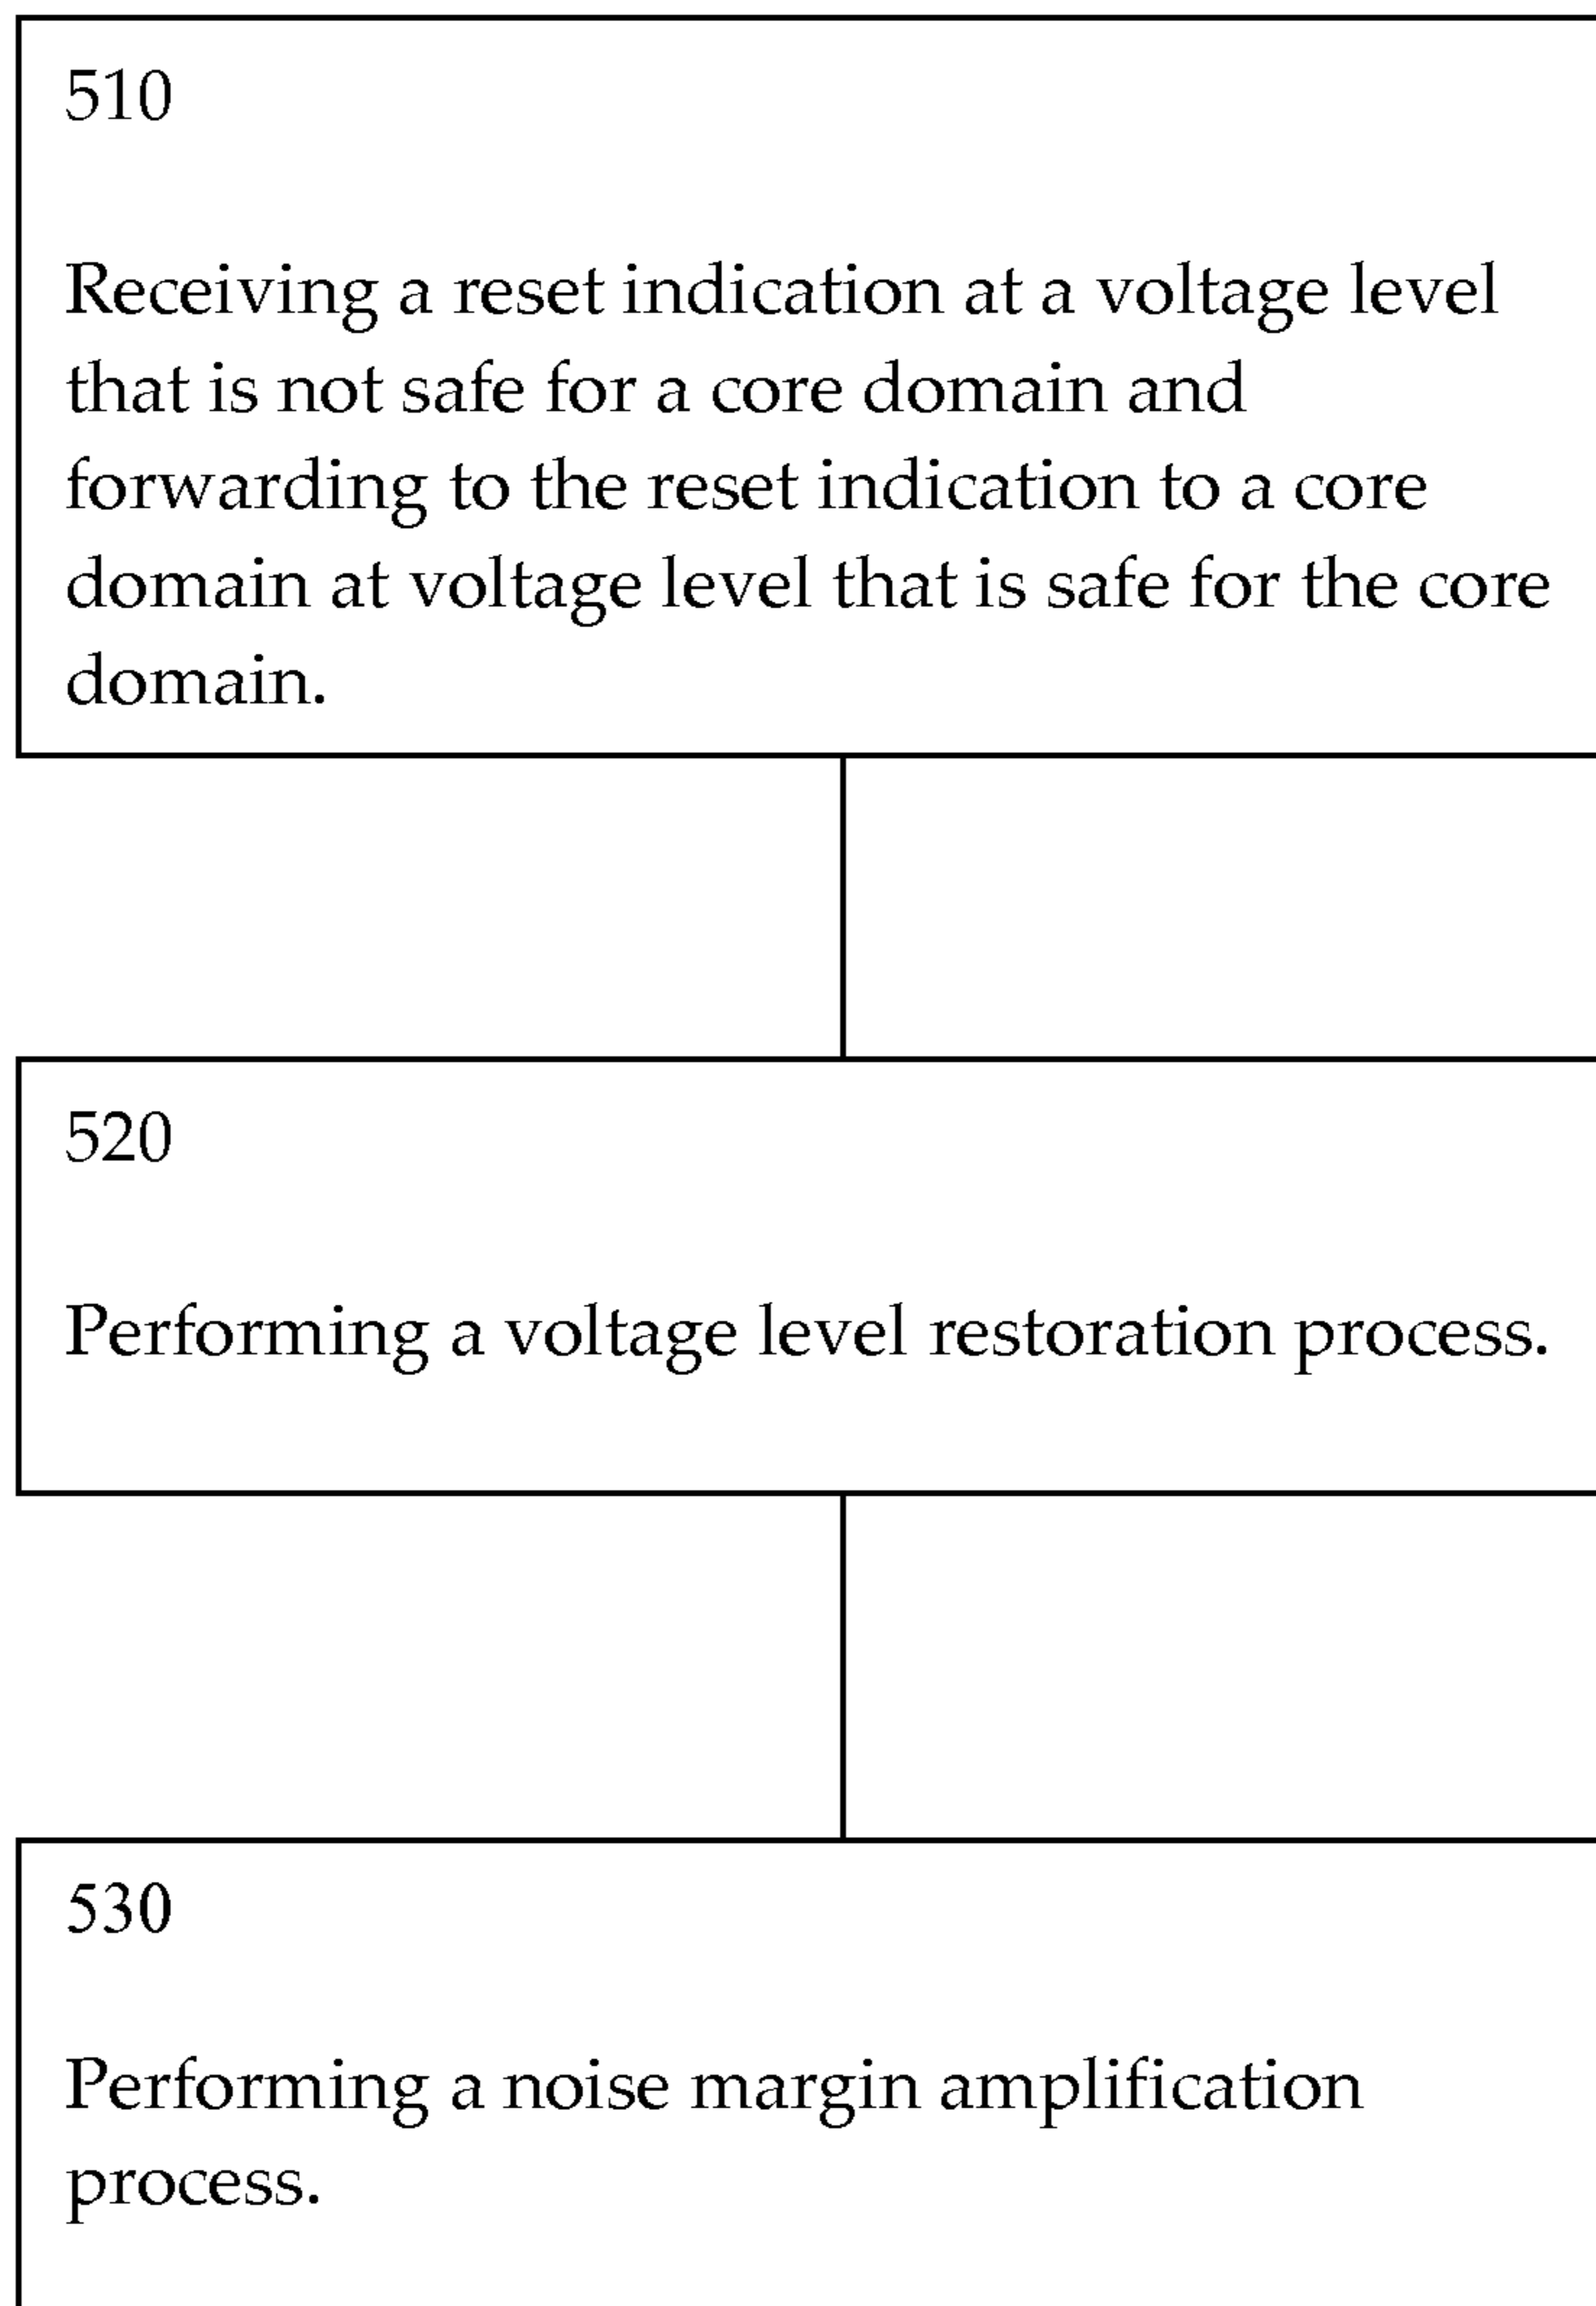 510
Receiving a reset indication at a voltage level
that is not safe for a core domain and
forwarding to the reset indication to a core
domain at voltage level that is safe for the core
domain.
520
Performing a voltage level restoration process.
530
Performing a noise margin amplification
process.